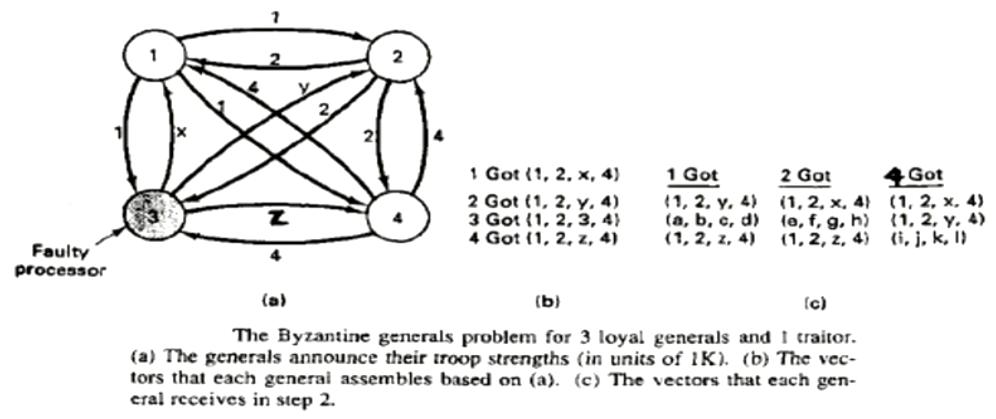 1
1
2
2
4
y
1
2
1
x
2
4
3
Z
4
4
Faulty
processor
1 Got (1, 2, x, 4)
2 Got (1, 2, y, 4)
3 Got (1, 2, 3, 4)
4 Got (1, 2, z, 4)
1 Got
2 Got
4 Got
(1, 2, y, 4)
(1, 2, x, 4)
(1, 2, x, 4)
(a, b, c, d)
(e, f, g, h)
(1, 2, y, 4)
(1, 2, z, 4)
(1, 2, z, 4)
(i, j, k, l)
(a)
(b)
(c)
The Byzantine generals problem for 3 loyal generals and 1 traitor.
(a) The generals announce their troop strengths (in units of 1K). (b) The vec-
tors that each general assembles based on (a). (c) The vectors that each gen-
eral receives in step 2.